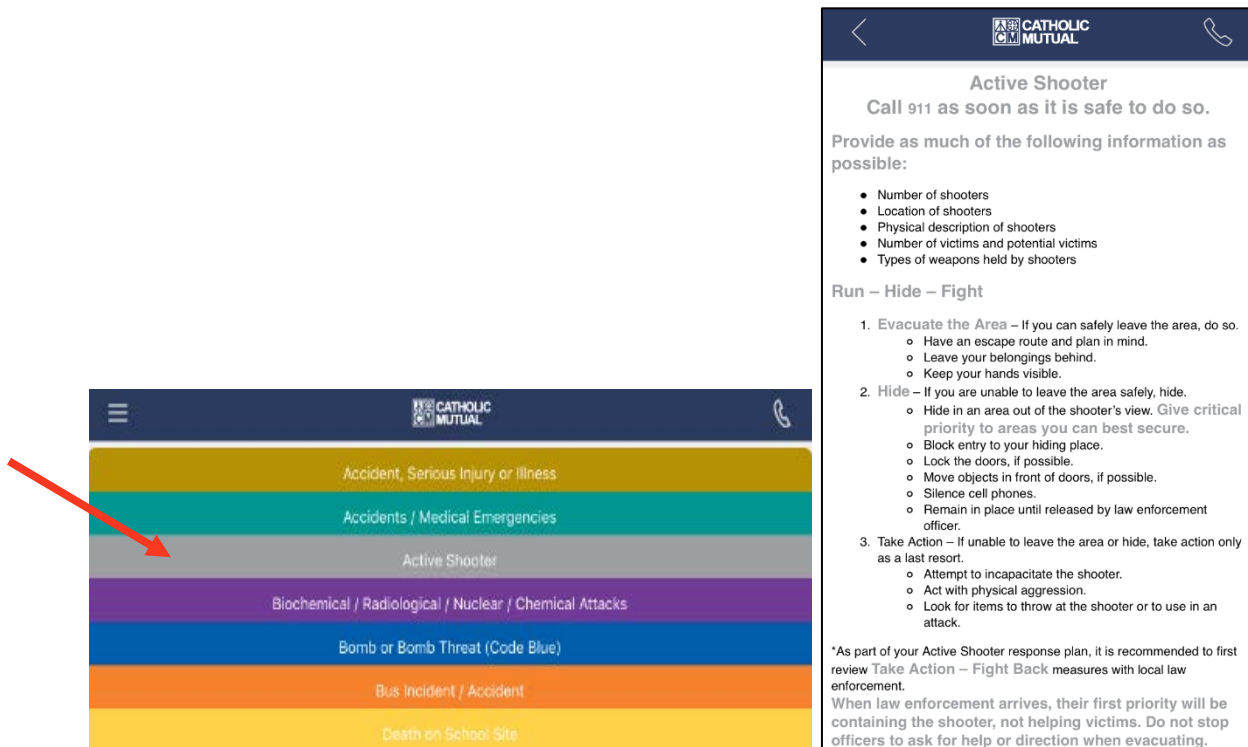 CATHOLIC
MUTUAL
Accident, Serious Injury or Illness
Accidents / Medical Emergencies
Active Shooter
Biochemical / Radiological / Nuclear / Chemical Attacks
Bomb or Bomb Threat (Code Blue)
Bus Incident / Accident
Death on School Site
CM CATHOLIC
MUTUAL
Active Shooter
Call 911 as soon as it is safe to do so.
Provide as much of the following information as
possible:
● Number of shooters
● Location of shooters
● Physical description of shooters
● Number of victims and potential victims
● Types of weapons held by shooters
Run – Hide – Fight
1. Evacuate the Area – If you can safely leave the area, do so.
○ Have an escape route and plan in mind.
○ Leave your belongings behind.
○ Keep your hands visible.
2. Hide – If you are unable to leave the area safely, hide.
○ Hide in an area out of the shooter's view. Give critical
priority to areas you can best secure.
○ Block entry to your hiding place.
○ Lock the doors, if possible.
○ Move objects in front of doors, if possible.
○ Silence cell phones.
○ Remain in place until released by law enforcement
officer.
3. Take Action – If unable to leave the area or hide, take action only
as a last resort.
○ Attempt to incapacitate the shooter.
○ Act with physical aggression.
○ Look for items to throw at the shooter or to use in an
attack.
*As part of your Active Shooter response plan, it is recommended to first
review Take Action – Fight Back measures with local law
enforcement.
When law enforcement arrives, their first priority will be
containing the shooter, not helping victims. Do not stop
officers to ask for help or direction when evacuating.